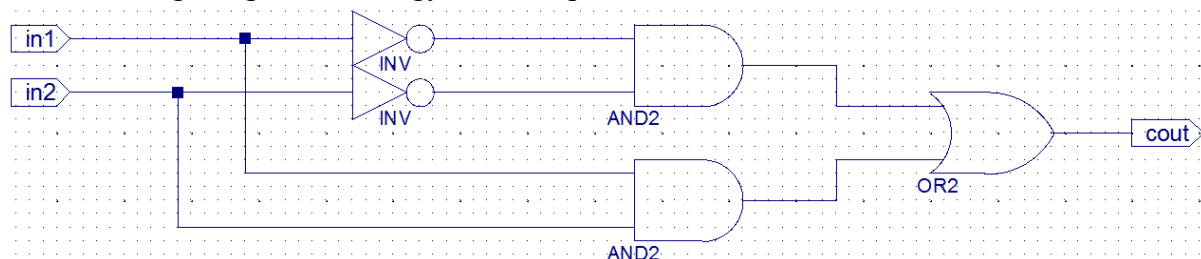 in1
INV
in2
INV
AND2
cout
OR2
AND2